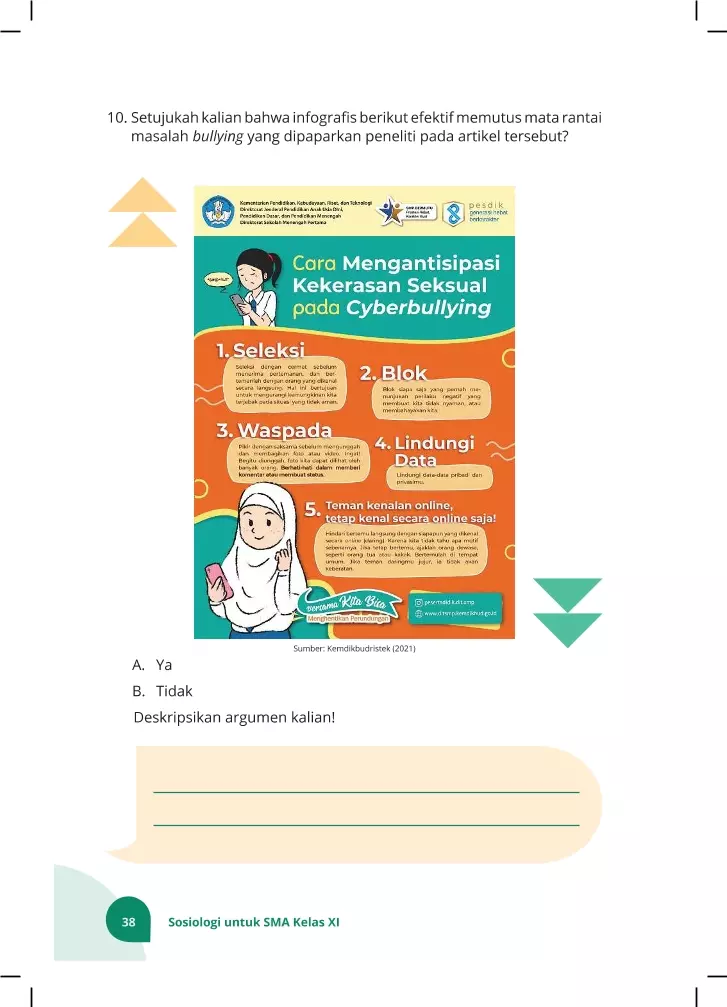 10. Setujukah kalian bahwa infografis berikut efektif memutus mata rantai
masalah bullying yang dipaparkan peneliti pada artikel tersebut?
Kementerian Pendidikan, Kebudayaan, Riset, dan Teknologi
Direktorat Jenderal Pendidikan Anak Usia Dini,
Pendidikan Dasar, dan Pendidikan Menengah
Direktorat Sekolah Menengah Pertama
SMP BERMUTU
pesdik
generasi hebat
berkarakter
Cara Mengantisipasi
Kekerasan Seksual
pada Cyberbullying
1. Seleksi
Seleksi dengan cermat sebelum
menerima pertemanan, dan ber-
temanlah dengan orang yang dikenal
secara langsung. Hal ini bertujuan
untuk mengurangi kemungkinan kita
terjebak pada situasi yang tidak aman.
2. Blok
Blok siapa saja yang pernah me-
nunjukan perilaku negatif yang
membuat kita tidak nyaman, atau
membahayakan kita.
3. Waspada
Pikir dengan saksama sebelum mengunggah
dan membagikan foto atau video. Ingat!
Begitu diunggah, foto kita dapat dilihat oleh
banyak orang. Berhati-hati dalam memberi
komentar atau membuat status.
4. Lindungi
Data
Lindungi data-data pribadi dan
privasimu.
5. Teman kenalan online,
tetap kenal secara online saja!
Hindari bertemu langsung dengan siapapun yang dikenal
secara online (daring). Karena kita tidak tahu apa motif
sebenarnya. Jika tetap bertemu, ajaklah orang dewasa,
seperti orang tua atau kakak. Bertemulah di tempat
umum. Jika teman daringmu jujur, ia tidak akan
keberatan.
bersama Kita Bisa
Menghentikan Perundungan
Sumber: Kemdikbudristek (2021)
A. Ya
B. Tidak
Deskripsikan argumen kalian!
38
Sosiologi untuk SMA Kelas XI